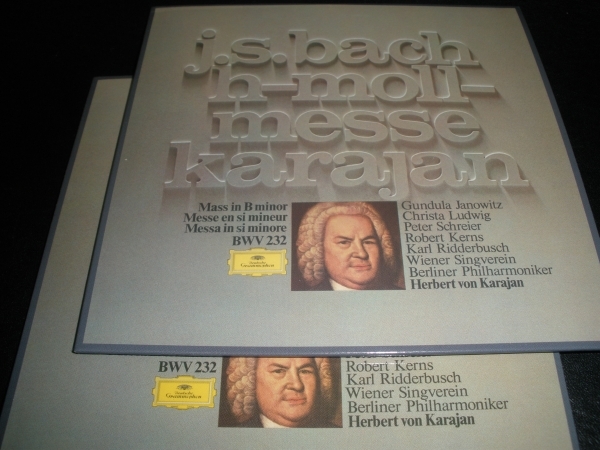 j.s.bach
h-moll-
messe
karajan
Mass in B minor
Messe en si mineur
Messa in si minore
BWV 232
Deutsche
Grammophon
Gundula Janowitz
Christa Ludwig
Peter Schreier
Robert Kerns
Karl Ridderbusch
Wiener Singverein
Berliner Philharmoniker
Herbert von Karajan
BWV 232
Robert Kerns
Karl Ridderbusch
Wiener Singverein
Berliner Philharmoniker
Herbert von Karajan